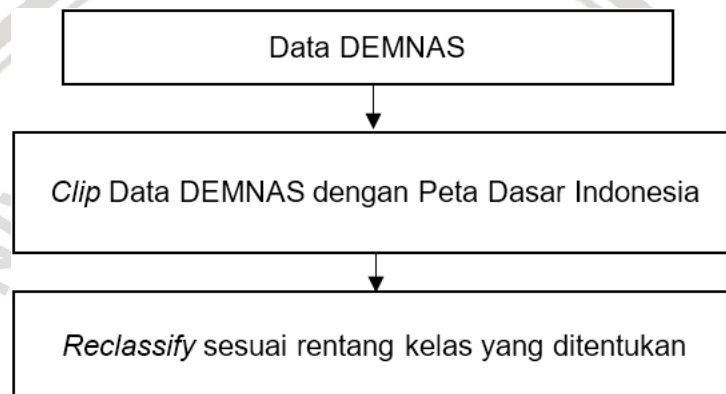 Data DEMNAS
Clip Data DEMNAS dengan Peta Dasar Indonesia
Reclassify sesuai rentang kelas yang ditentukan